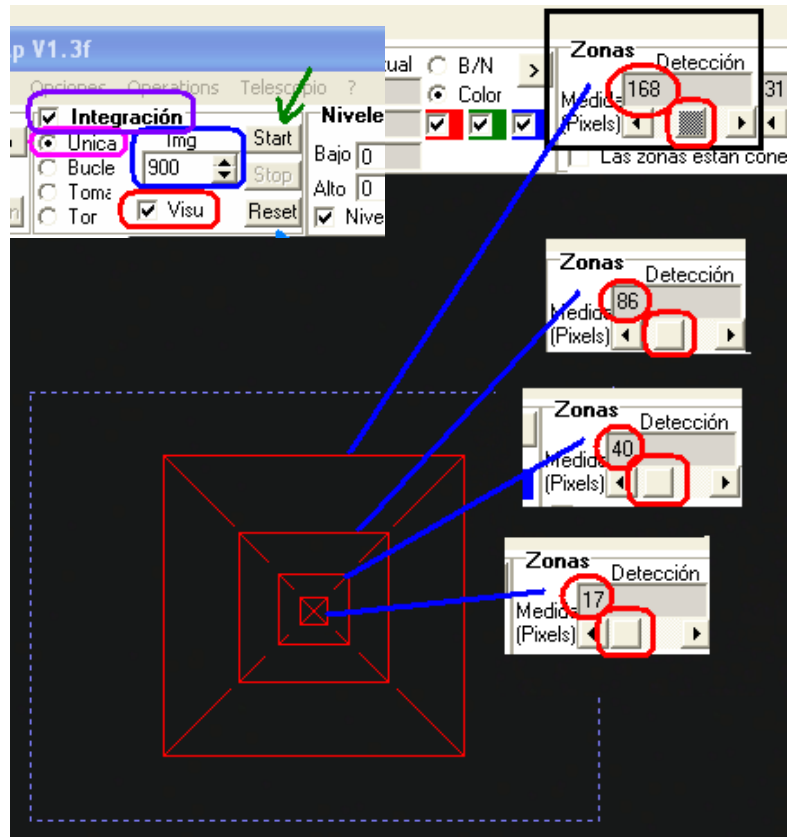 p V1.3f
Opciones Operations Telescopio ?
Integración
Unica
Img
Start
Bucle
900
Stop
Toma
Tor
Visu
Reset
Nivele
Bajo 0
Alto 0
Nive
tual
B/N
>
Color
Zonas
Detección
Medida
168
31
(Pixels)
Las zonas estan cone
Zonas
Detección
86
Medida
(Pixels)
Zonas
Detección
40
Medida
(Pixels)
Zonas
Detección
17
Medida
(Pixels)